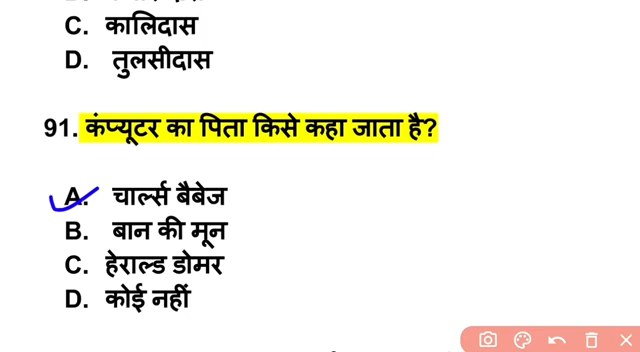 C. कालिदास
D. तुलसीदास
91. कंप्यूटर का पिता किसे कहा जाता है?
A. चार्ल्स बैबेज
B. बान की मून
C. हेराल्ड डोमर
D. कोई नहीं